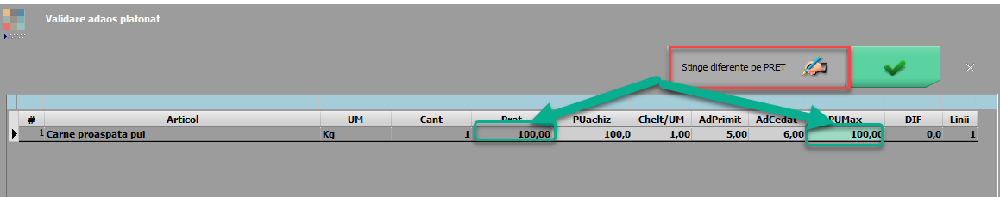 Validare adaos plafonat
Stinge diferente pe PRET
# Articol UM Cant Pret PUachiz Chelt/UM AdPrimit AdCedat PUMax DIF Linii
1 Carne proaspata pui Kg 1 100,00 100,0 1,00 5,00 6,00 100,00 0,0 1